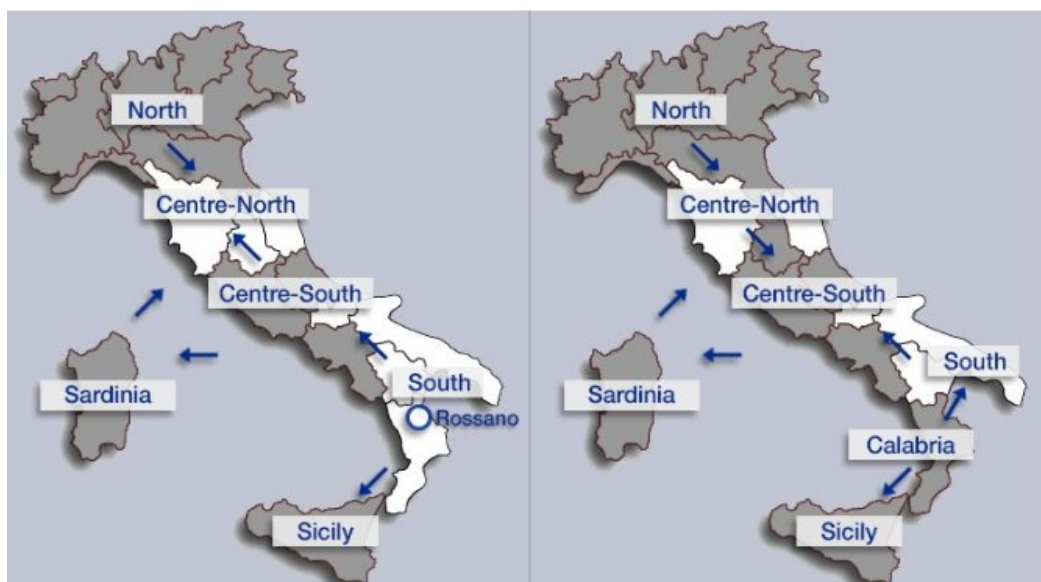 North
Centre-North
Centre-South
Sardinia
South
Rossano
Sicily
North
Centre-North
Centre-South
South
Sardinia
Calabria
Sicily